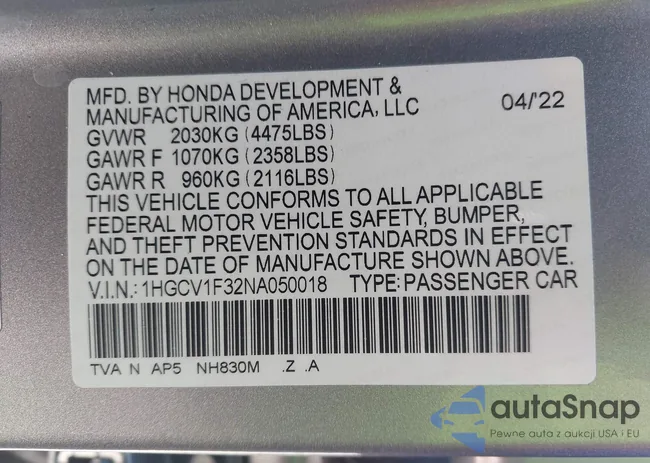 MFD. BY HONDA DEVELOPMENT &
MANUFACTURING OF AMERICA, LLC
04/'22
GVWR 2030KG (4475LBS)
GAWR F 1070KG (2358LBS)
GAWR R 960KG (2116LBS)
THIS VEHICLE CONFORMS TO ALL APPLICABLE
FEDERAL MOTOR VEHICLE SAFETY, BUMPER,
AND THEFT PREVENTION STANDARDS IN EFFECT
ON THE DATE OF MANUFACTURE SHOWN ABOVE.
V.I.N.: 1HGCV1F32NA050018 TYPE: PASSENGER CAR
TVA N AP5 NH830M .Z .A
autaSnap
Pewne auta z aukcji USA i EU